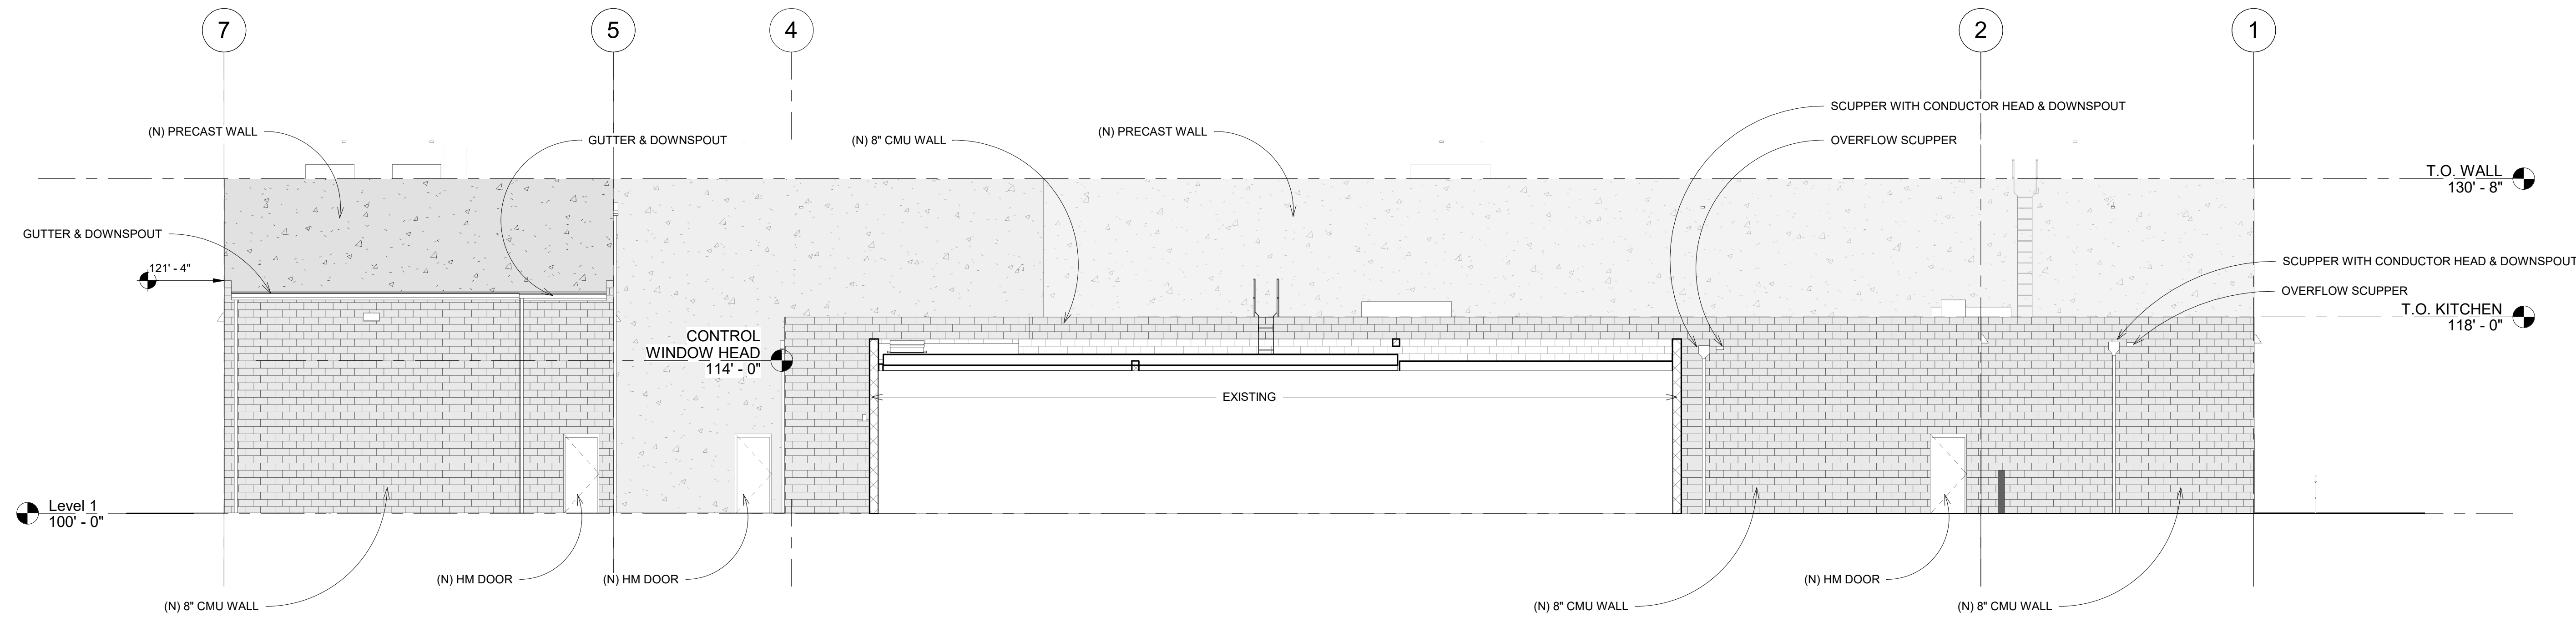 7
5
4
2
1
SCUPPER WITH CONDUCTOR HEAD & DOWNSPOUT
(N) PRECAST WALL
GUTTER & DOWNSPOUT
(N) 8" CMU WALL
(N) PRECAST WALL
OVERFLOW SCUPPER
T.O. WALL
130' - 8"
GUTTER & DOWNSPOUT
121' - 4"
SCUPPER WITH CONDUCTOR HEAD & DOWNSPOUT
OVERFLOW SCUPPER
T.O. KITCHEN
118' - 0"
CONTROL
WINDOW HEAD
114' - 0"
EXISTING
Level 1
100' - 0"
(N) HM DOOR
(N) HM DOOR
(N) HM DOOR
(N) 8" CMU WALL
(N) 8" CMU WALL
(N) 8" CMU WALL